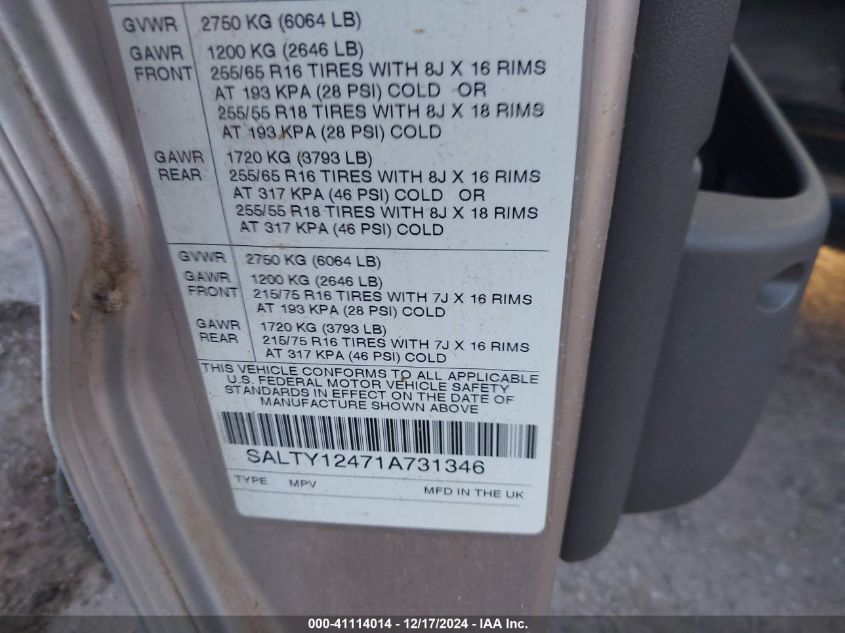 GVWR 2750 KG (6064 LB)
GAWR 1200 KG (2646 LB)
FRONT 255/65 R16 TIRES WITH 8J X 16 RIMS
AT 193 KPA (28 PSI) COLD OR
255/55 R18 TIRES WITH 8J X 18 RIMS
AT 193 KPA (28 PSI) COLD
GAWR 1720 KG (3793 LB)
REAR 255/65 R16 TIRES WITH 8J X 16 RIMS
AT 317 KPA (46 PSI) COLD OR
255/55 R18 TIRES WITH 8J X 18 RIMS
AT 317 KPA (46 PSI) COLD
GVWR 2750 KG (6064 LB)
GAWR 1200 KG (2646 LB)
FRONT 215/75 R16 TIRES WITH 7J X 16 RIMS
AT 193 KPA (28 PSI) COLD
GAWR 1720 KG (3793 LB)
REAR 215/75 R16 TIRES WITH 7J X 16 RIMS
AT 317 KPA (46 PSI) COLD
THIS VEHICLE CONFORMS TO ALL APPLICABLE
U.S. FEDERAL MOTOR VEHICLE SAFETY
STANDARDS IN EFFECT ON THE DATE OF
MANUFACTURE SHOWN ABOVE
SALTY12471A731346
TYPE MPV MFD IN THE UK
000-41114014 - 12/17/2024 - IAA Inc.